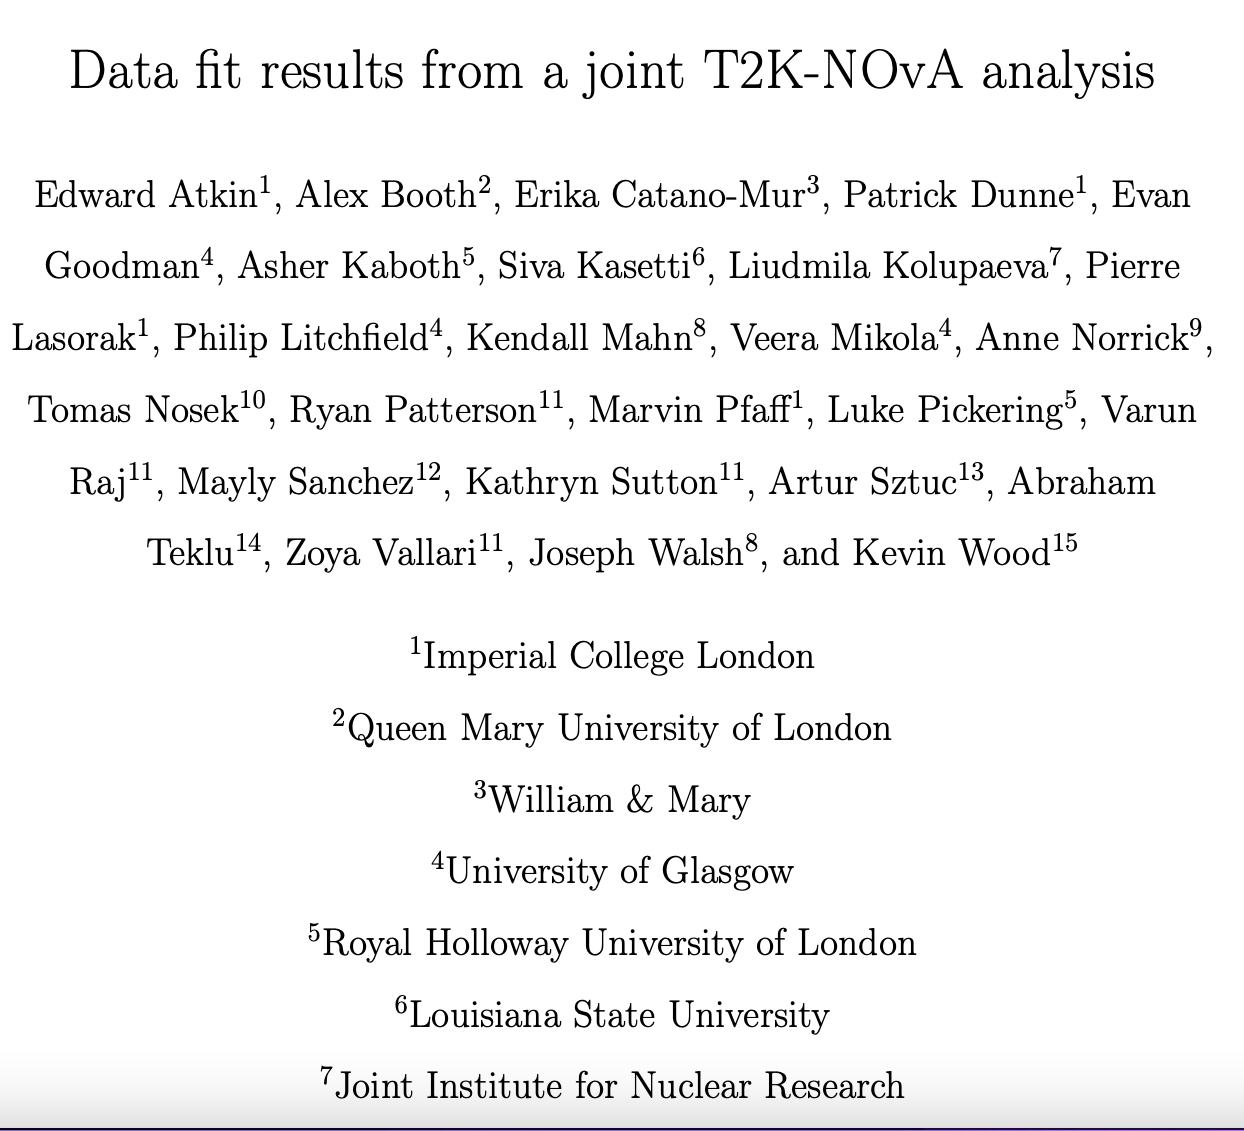 Data fit results from a joint T2K-NOvA analysis
Edward Atkin¹, Alex Booth², Erika Catano-Mur³, Patrick Dunne¹, Evan
Goodman⁴, Asher Kaboth⁵, Siva Kasetti⁶, Liudmila Kolupaeva⁷, Pierre
Lasorak¹, Philip Litchfield⁴, Kendall Mahn⁸, Veera Mikola⁴, Anne Norrick⁹,
Tomas Nosek¹⁰, Ryan Patterson¹¹, Marvin Pfaff¹, Luke Pickering⁵, Varun
Raj¹¹, Mayly Sanchez¹², Kathryn Sutton¹¹, Artur Sztuc¹³, Abraham
Teklu¹⁴, Zoya Vallari¹¹, Joseph Walsh⁸, and Kevin Wood¹⁵
¹Imperial College London
²Queen Mary University of London
³William & Mary
⁴University of Glasgow
⁵Royal Holloway University of London
⁶Louisiana State University
⁷Joint Institute for Nuclear Research